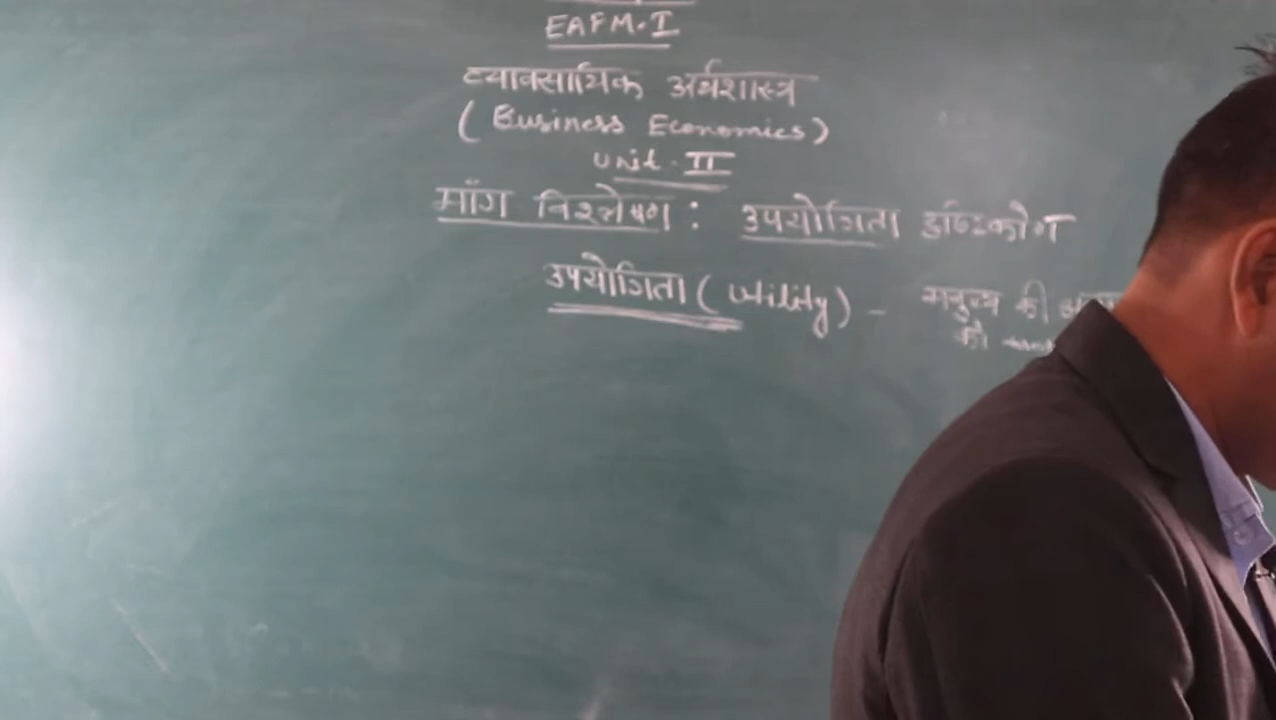 EAFM-I
व्यावसायिक अर्थशास्त्र
( Business Economics )
Unit - II
माँग विश्लेषण : उपयोगिता दृष्टिकोण
उपयोगिता ( Utility ) - मनुष्य की
को